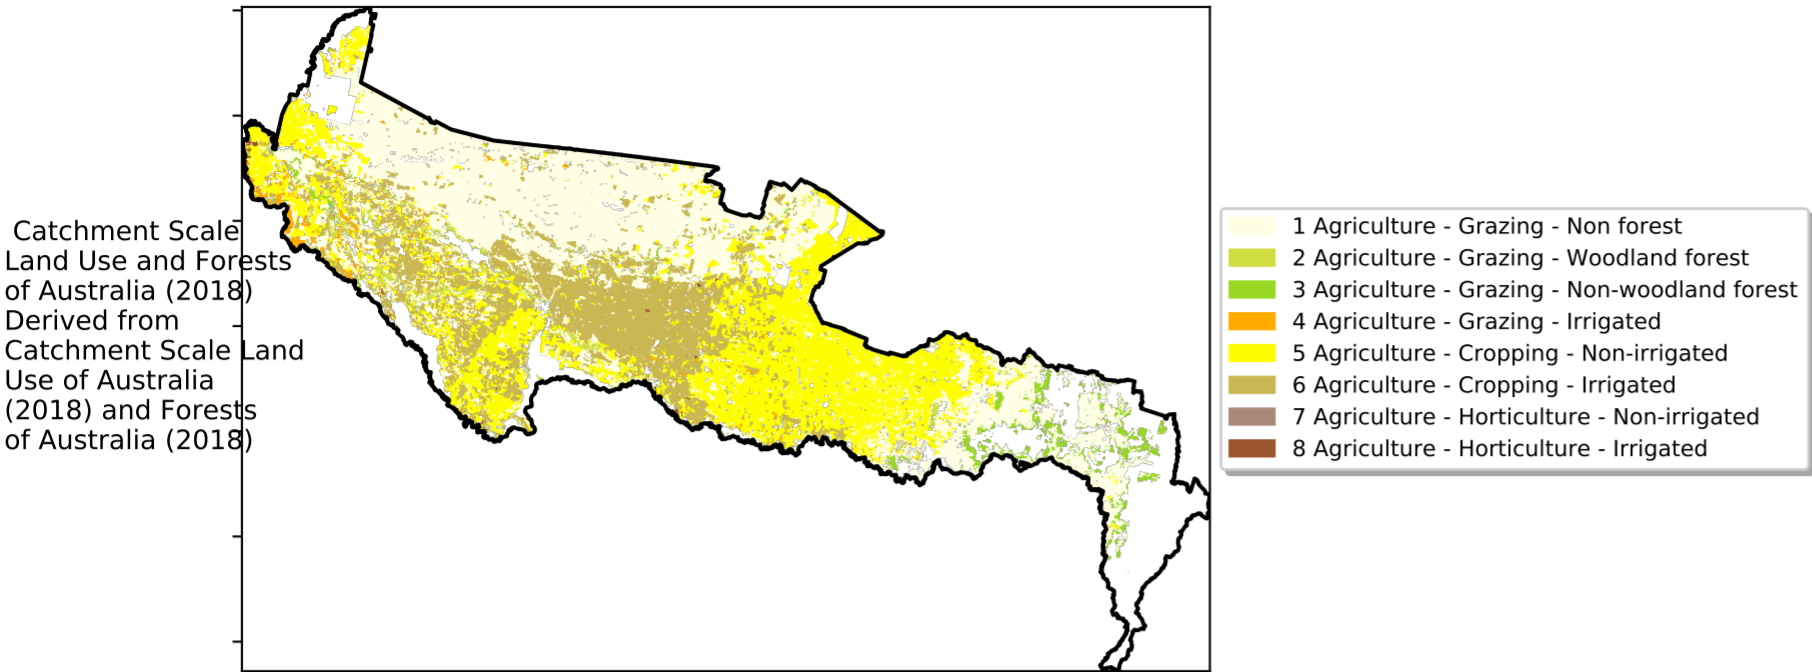 Catchment Scale
Land Use and Forests
of Australia (2018)
Derived from
Catchment Scale Land
Use of Australia
(2018) and Forests
of Australia (2018)
1 Agriculture - Grazing - Non forest
2 Agriculture - Grazing - Woodland forest
3 Agriculture - Grazing - Non-woodland forest
4 Agriculture - Grazing - Irrigated
5 Agriculture - Cropping - Non-irrigated
6 Agriculture - Cropping - Irrigated
7 Agriculture - Horticulture - Non-irrigated
8 Agriculture - Horticulture - Irrigated